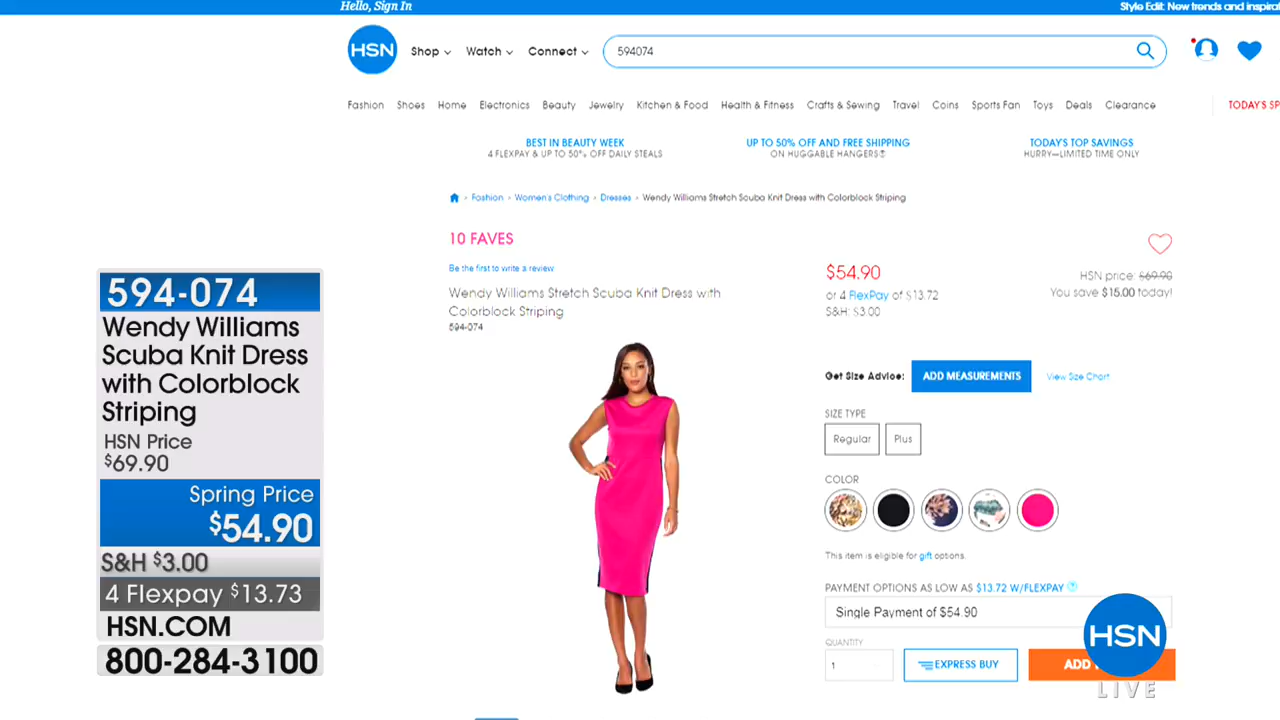 Hello, Sign In
Style Edit: New trends and inspirat
HSN
Shop
Watch
Connect
594074
Fashion
Shoes
Home
Electronics
Beauty
Jewelry
Kitchen & Food
Health & Fitness
Crafts & Sewing
Travel
Coins
Sports Fan
Toys
Deals
Clearance
TODAY'S SP
BEST IN BEAUTY WEEK
4 FLEXPAY & UP TO 50% OFF DAILY STEALS
UP TO 50% OFF AND FREE SHIPPING
ON HUGGABLE HANGERS®
TODAY'S TOP SAVINGS
HURRY—LIMITED TIME ONLY
Fashion > Women's Clothing > Dresses > Wendy Williams Stretch Scuba Knit Dress with Colorblock Striping
10 FAVES
Be the first to write a review
Wendy Williams Stretch Scuba Knit Dress with
Colorblock Striping
594-074
$54.90
or 4 FlexPay of $13.72
S&H: $3.00
HSN price: $69.90
You save $15.00 today!
Get Size Advice:
ADD MEASUREMENTS
View Size Chart
SIZE TYPE
Regular
Plus
COLOR
This item is eligible for gift options.
PAYMENT OPTIONS AS LOW AS $13.72 W/FLEXPAY ?
Single Payment of $54.90
QUANTITY
1
EXPRESS BUY
ADD
HSN
LIVE
594-074
Wendy Williams
Scuba Knit Dress
with Colorblock
Striping
HSN Price
$69.90
Spring Price
$54.90
S&H $3.00
4 Flexpay $13.73
HSN.COM
800-284-3100